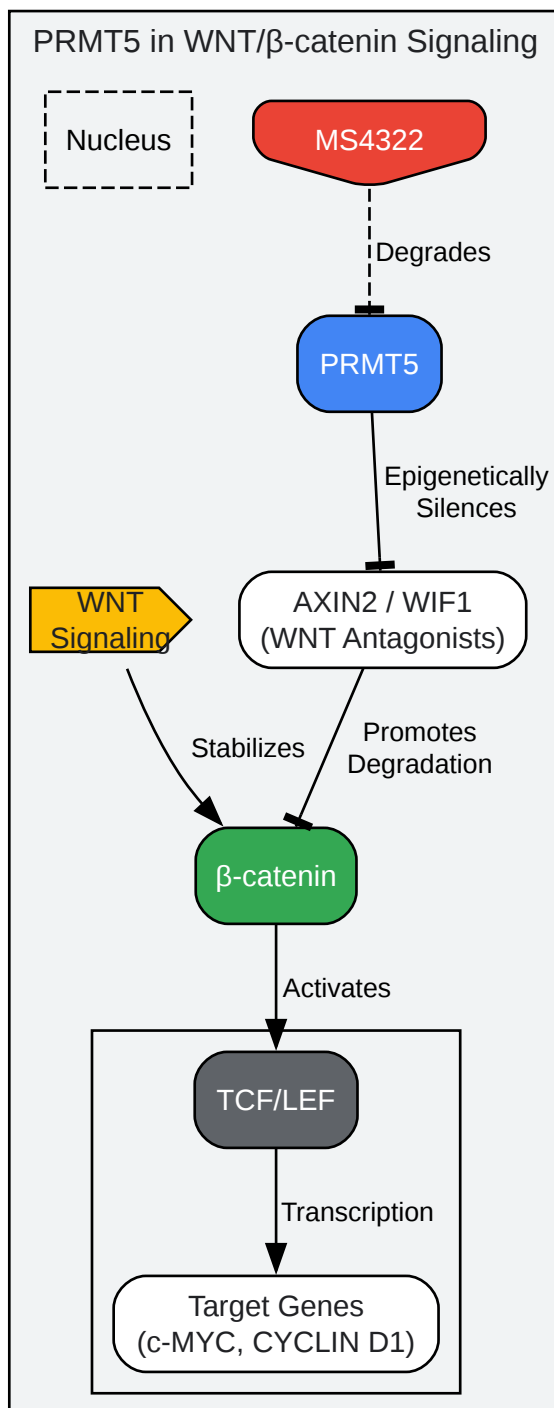 PRMT5 in WNT/β-catenin Signaling
Nucleus
MS4322
Degrades
PRMT5
Epigenetically
Silences
WNT
Signaling
AXIN2 / WIF1
(WNT Antagonists)
Stabilizes
Promotes
Degradation
β-catenin
Activates
TCF/LEF
Transcription
Target Genes
(c-MYC, CYCLIN D1)